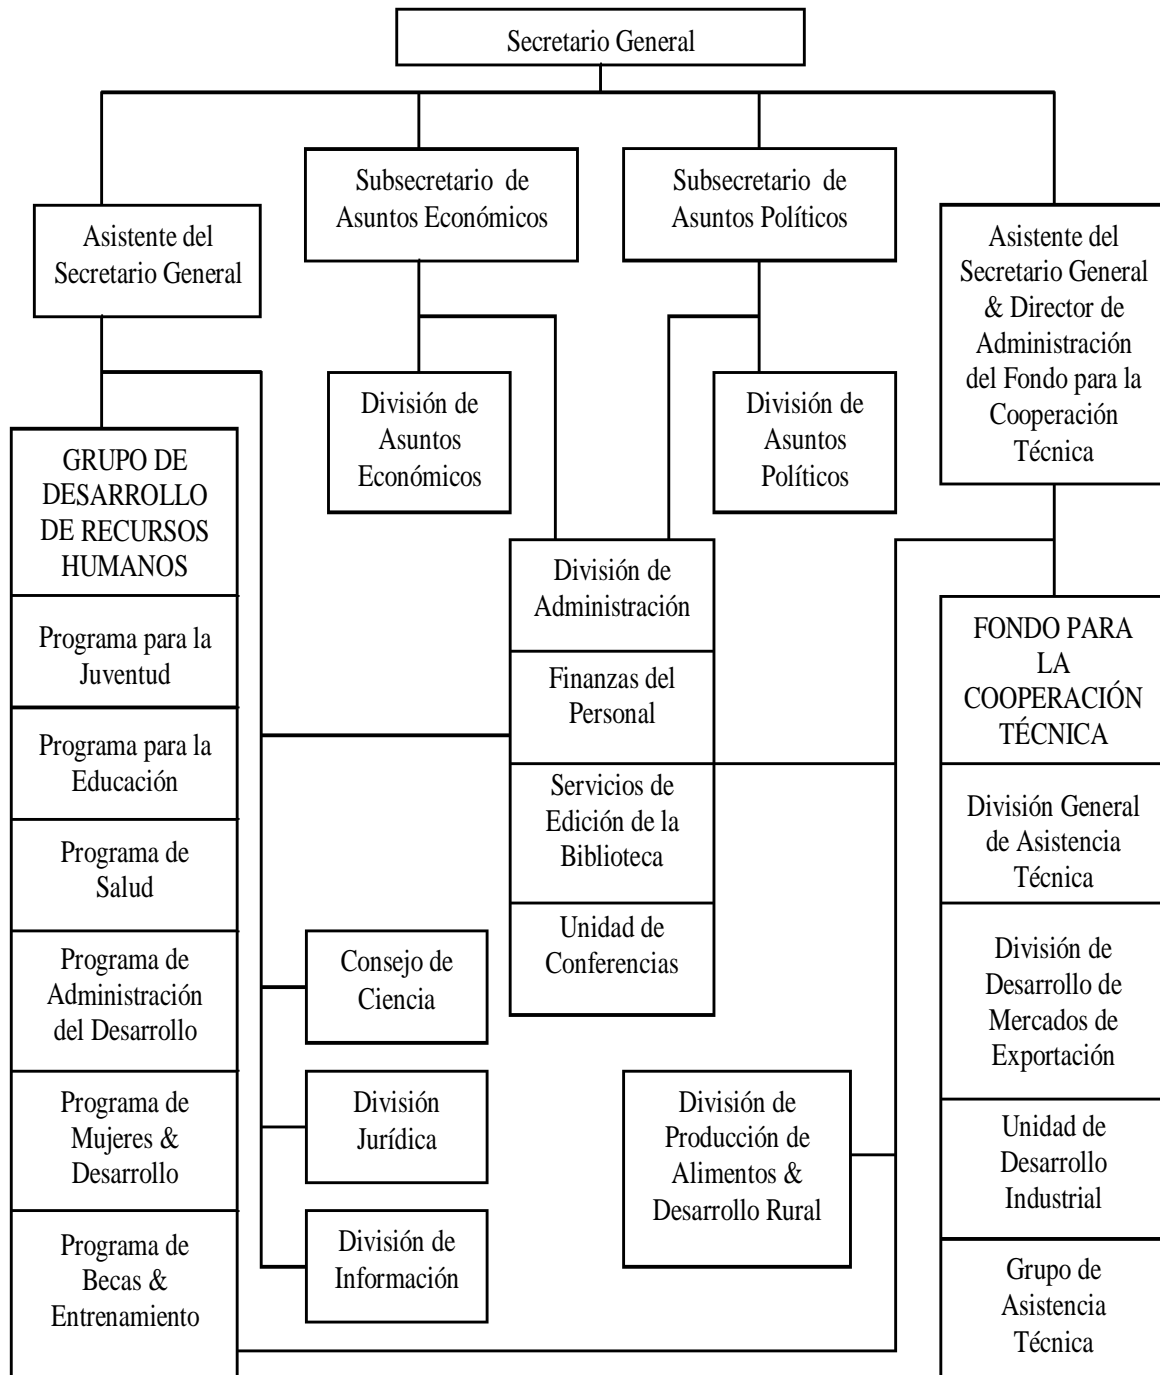 Secretario General
Subsecretario de
Asuntos Económicos
Subsecretario de
Asuntos Políticos
Asistente del
Secretario General
Asistente del
Secretario General
& Director de
Administración
del Fondo para la
Cooperación
Técnica
División de
Asuntos
Económicos
División de
Asuntos
Políticos
GRUPO DE
DESARROLLO
DE RECURSOS
HUMANOS
Programa para la
Juventud
Programa para la
Educación
Programa de
Salud
Programa de
Administración
del Desarrollo
Programa de
Mujeres &
Desarrollo
Programa de
Becas &
Entrenamiento
División de
Administración
Finanzas del
Personal
Servicios de
Edición de la
Biblioteca
Unidad de
Conferencias
Consejo de
Ciencia
División
Jurídica
División de
Información
División de
Producción de
Alimentos &
Desarrollo Rural
FONDO PARA
LA
COOPERACIÓN
TÉCNICA
División General
de Asistencia
Técnica
División de
Desarrollo de
Mercados de
Exportación
Unidad de
Desarrollo
Industrial
Grupo de
Asistencia
Técnica